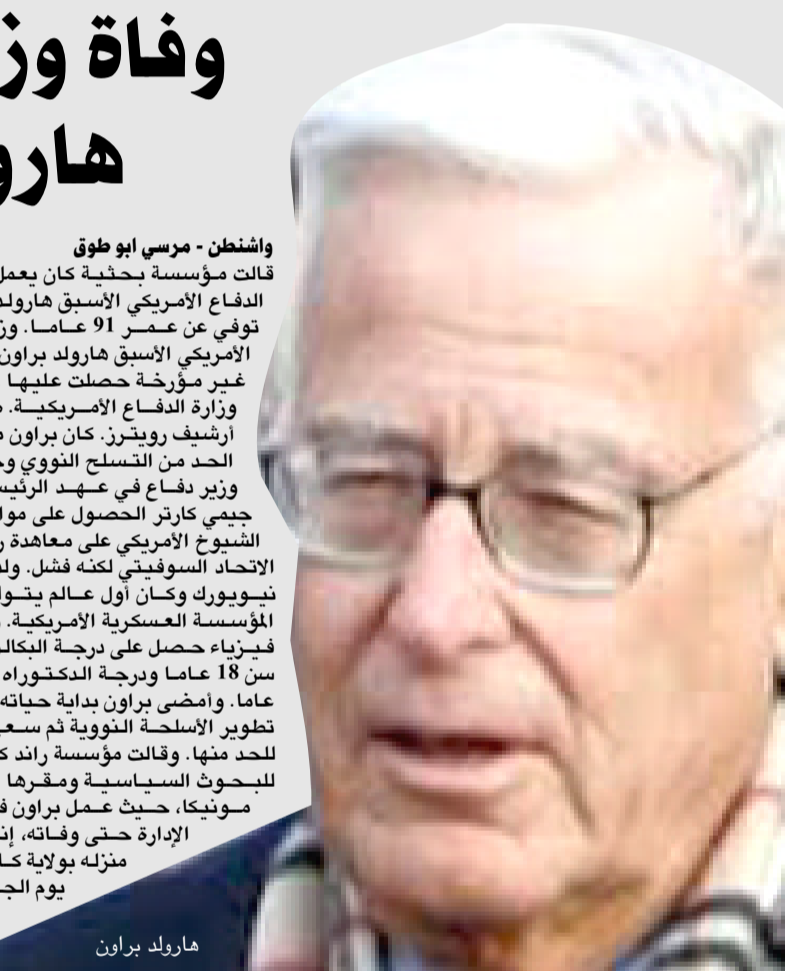 وفاة وز
هارو
واشنطن - مرسي ابو طوق
قالت مؤسسة بحثية كان يعمل
الدفاع الأمريكي الأسبق هارولد
توفي عن عمر 91 عاما. وز
الأمريكي الأسبق هارولد براون
غير مؤرخة حصلت عليها
وزارة الدفاع الأمريكية.
أرشيف رويترز. كان براون
الحد من التسلح النووي
وزير دفاع في عهد الرئيس
جيمي كارتر الحصول على موا
الشيوخ الأمريكي على معاهدة
الاتحاد السوفيتي لكنه فشل. ولد
نيويورك وكان أول عالم يتوا
المؤسسة العسكرية الأمريكية.
فيزياء حصل على درجة البكال
سن 18 عاما ودرجة الدكتوراه
عاما. وأمضى براون بداية حياته
تطوير الأسلحة النووية ثم سعى
للحد منها. وقالت مؤسسة راند
للبحوث السياسية ومقرها
مونيكا، حيث عمل براون
الإدارة حتى وفاته،
منزله بولاية
يوم الج
هارولد براون